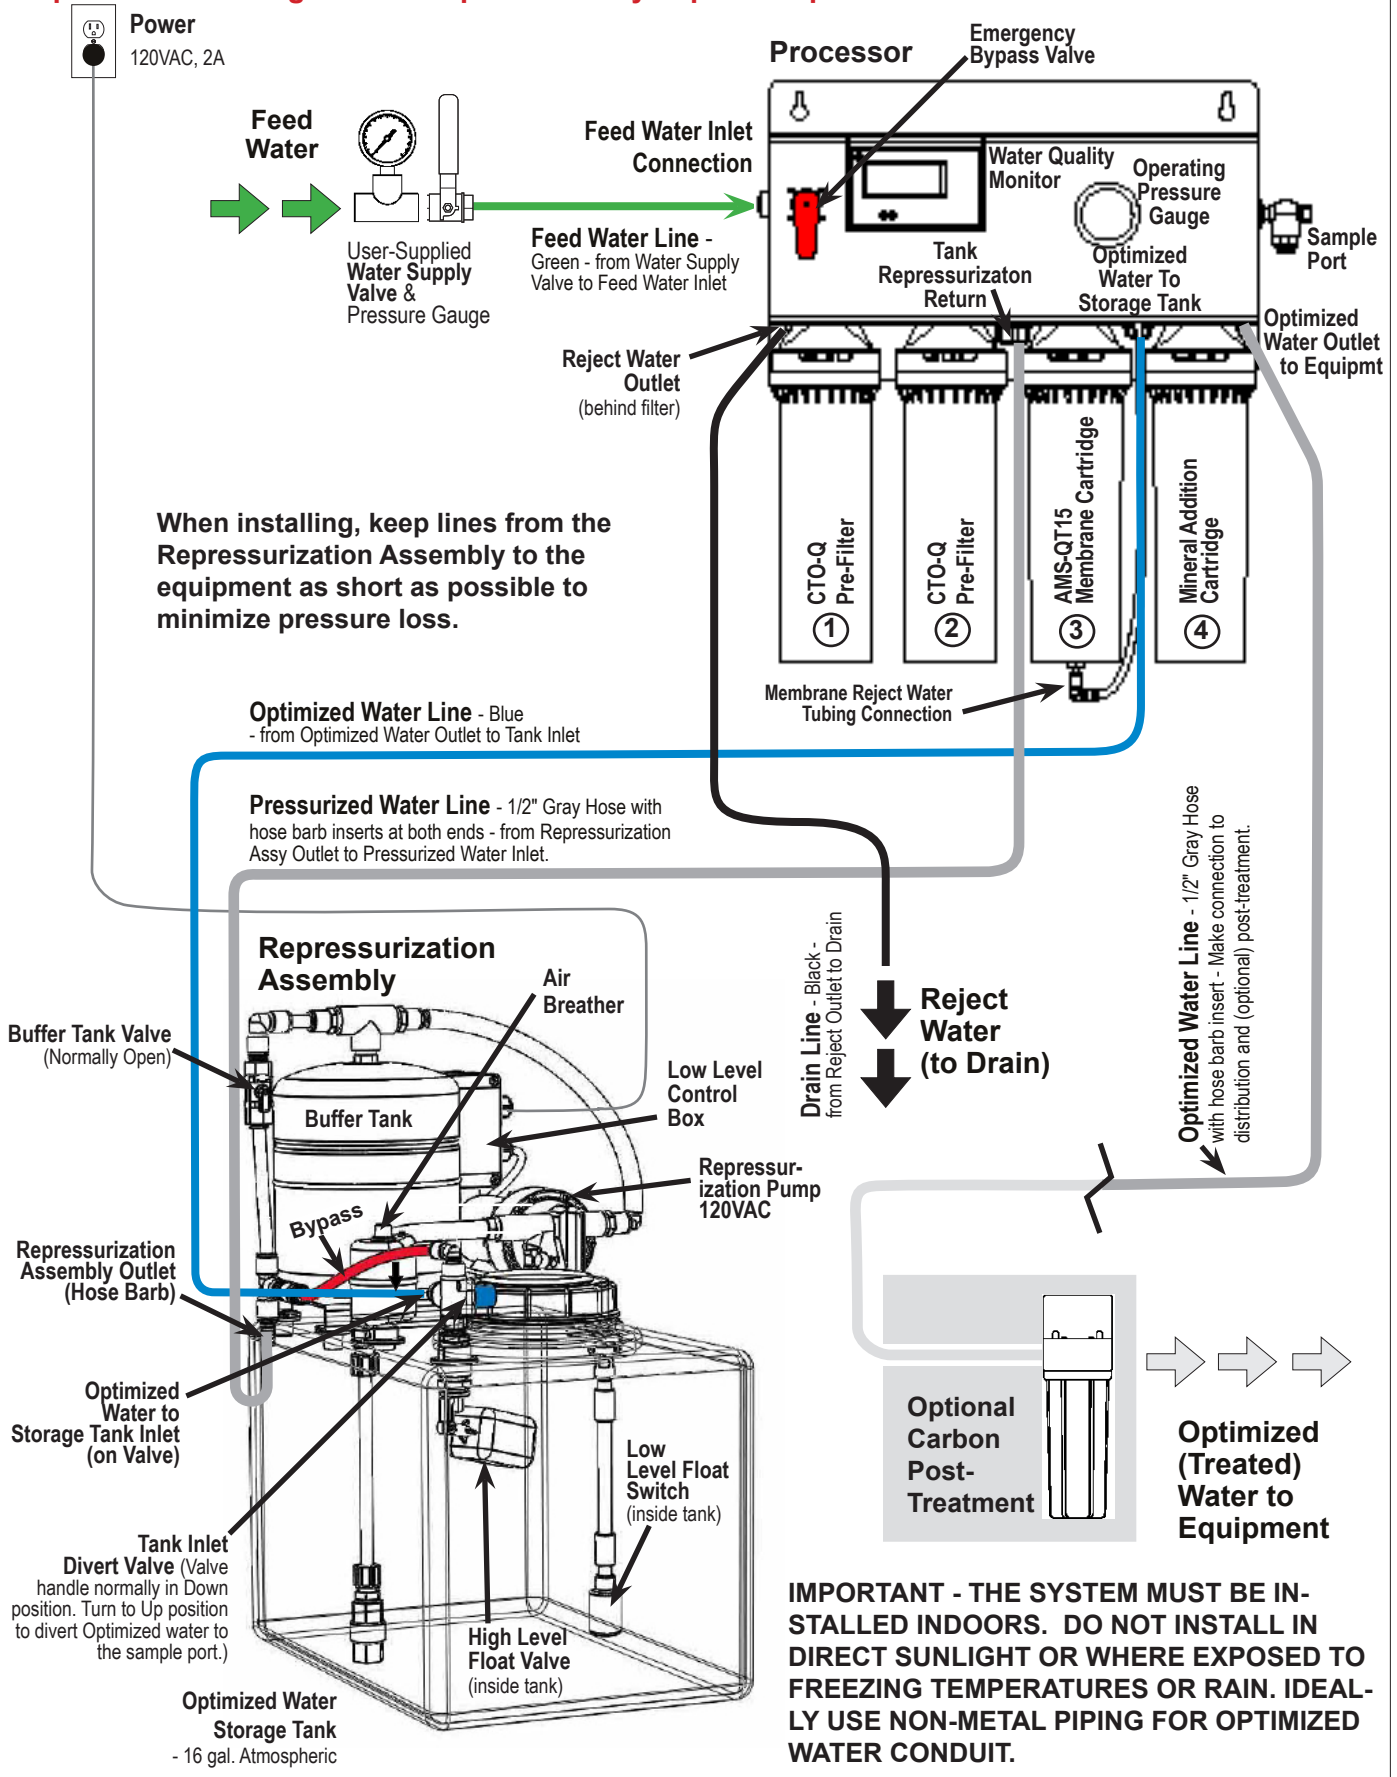 Power
120VAC, 2A
Processor
Emergency
Bypass Valve
Feed
Water
Feed Water Inlet
Connection
Water Quality
Monitor
Operating
Pressure
Gauge
Sample
Port
User-Supplied
Water Supply
Valve &
Pressure Gauge
Feed Water Line -
Green - from Water Supply
Valve to Feed Water Inlet
Tank
Repressurizaton
Return
Optimized
Water To
Storage Tank
Optimized
Water Outlet
to Equipmt
Reject Water
Outlet
(behind filter)
CTO-Q
Pre-Filter
1
CTO-Q
Pre-Filter
2
AMS-QT15
Membrane Cartridge
3
Mineral Addition
Cartridge
4
When installing, keep lines from the
Repressurization Assembly to the
equipment as short as possible to
minimize pressure loss.
Membrane Reject Water
Tubing Connection
Optimized Water Line - Blue
- from Optimized Water Outlet to Tank Inlet
Pressurized Water Line - 1/2" Gray Hose with
hose barb inserts at both ends - from Repressurization
Assy Outlet to Pressurized Water Inlet.
Optimized Water Line - 1/2" Gray Hose
with hose barb insert - Make connection to
distribution and (optional) post-treatment.
Drain Line - Black -
from Reject Outlet to Drain
Reject
Water
(to Drain)
Repressurization
Assembly
Air
Breather
Buffer Tank Valve
(Normally Open)
Low Level
Control
Box
Buffer Tank
Repressur-
ization Pump
120VAC
Bypass
Repressurization
Assembly Outlet
(Hose Barb)
Optimized
Water to
Storage Tank Inlet
(on Valve)
Low
Level Float
Switch
(inside tank)
Optional
Carbon
Post-
Treatment
Optimized
(Treated)
Water to
Equipment
Tank Inlet
Divert Valve (Valve
handle normally in Down
position. Turn to Up position
to divert Optimized water to
the sample port.)
High Level
Float Valve
(inside tank)
Optimized Water
Storage Tank
- 16 gal. Atmospheric
IMPORTANT - THE SYSTEM MUST BE IN-
STALLED INDOORS. DO NOT INSTALL IN
DIRECT SUNLIGHT OR WHERE EXPOSED TO
FREEZING TEMPERATURES OR RAIN. IDEAL-
LY USE NON-METAL PIPING FOR OPTIMIZED
WATER CONDUIT.